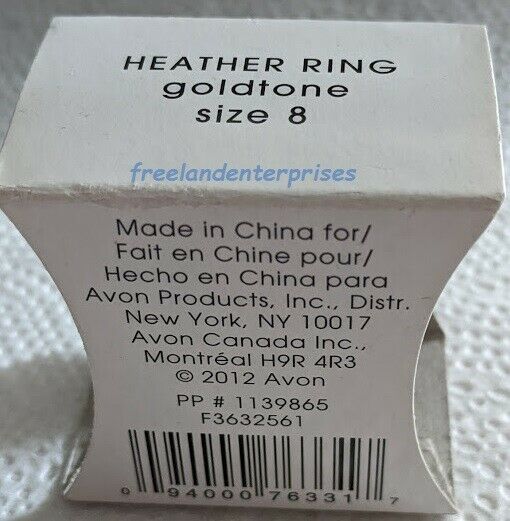 HEATHER RING
goldtone
size 8
freelandenterprises
Made in China for/
Fait en Chine pour/
Hecho en China para
Avon Products, Inc., Distr.
New York, NY 10017
Avon Canada Inc.,
Montréal H9R 4R3
© 2012 Avon
PP # 1139865
F3632561
0 94000 76331 7